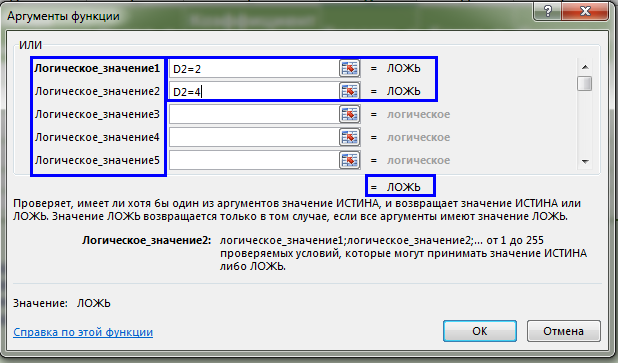 Аргументы функции
ИЛИ
Логическое_значение1 D2=2 = ЛОЖЬ
Логическое_значение2 D2=4 = ЛОЖЬ
Логическое_значение3 = логическое
Логическое_значение4 = логическое
Логическое_значение5 = логическое
= ЛОЖЬ
Проверяет, имеет ли хотя бы один из аргументов значение ИСТИНА, и возвращает значение ИСТИНА или
ЛОЖЬ. Значение ЛОЖЬ возвращается только в том случае, если все аргументы имеют значение ЛОЖЬ.
Логическое_значение2: логическое_значение1;логическое_значение2;... от 1 до 255
проверяемых условий, которые могут принимать значение ИСТИНА
либо ЛОЖЬ.
Значение: ЛОЖЬ
Справка по этой функции
ОК
Отмена